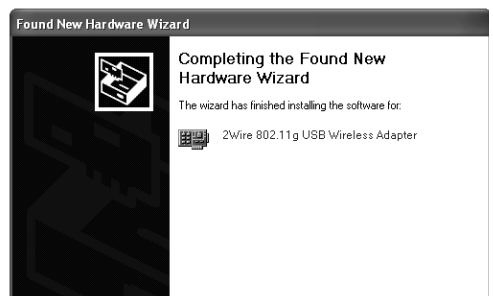 Found New Hardware Wizard
Completing the Found New
Hardware Wizard
The wizard has finished installing the software for:
2Wire 802.11g USB Wireless Adapter